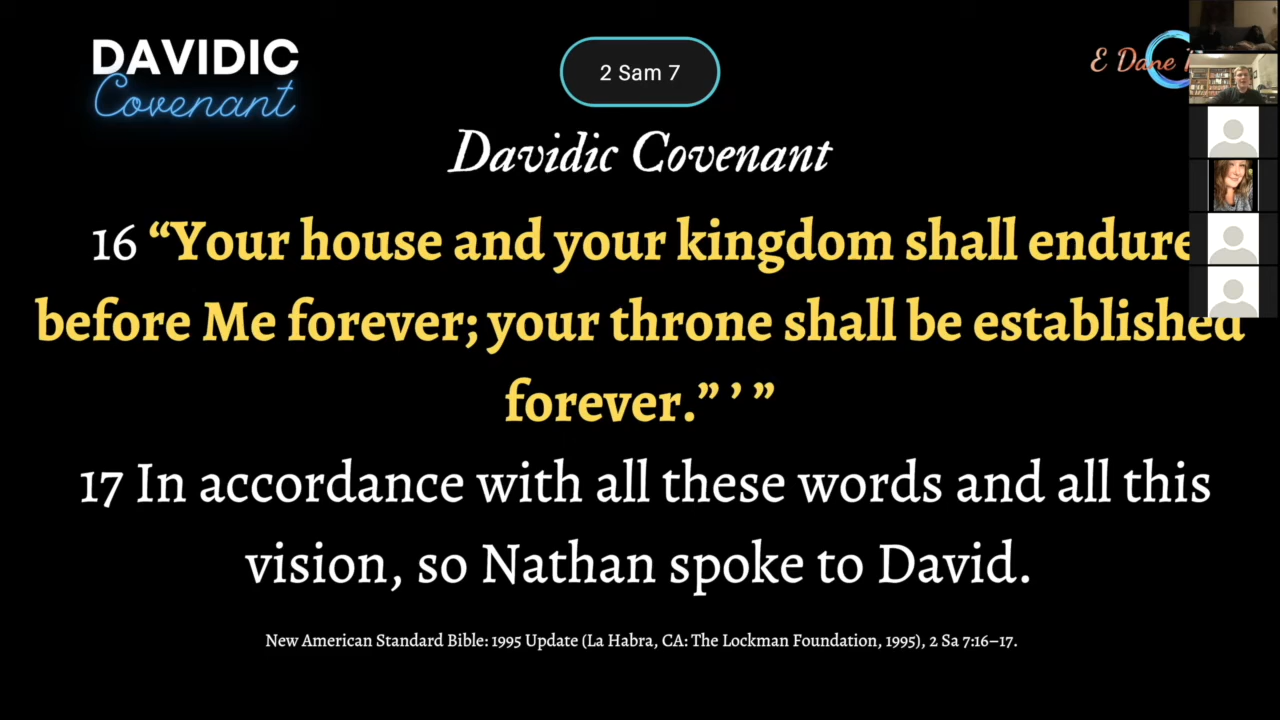 DAVIDIC
Covenant
2 Sam 7
E Dane
Davidic Covenant
16 “Your house and your kingdom shall endure
before Me forever; your throne shall be established
forever.” ’ ”
17 In accordance with all these words and all this
vision, so Nathan spoke to David.
New American Standard Bible: 1995 Update (La Habra, CA: The Lockman Foundation, 1995), 2 Sa 7:16–17.